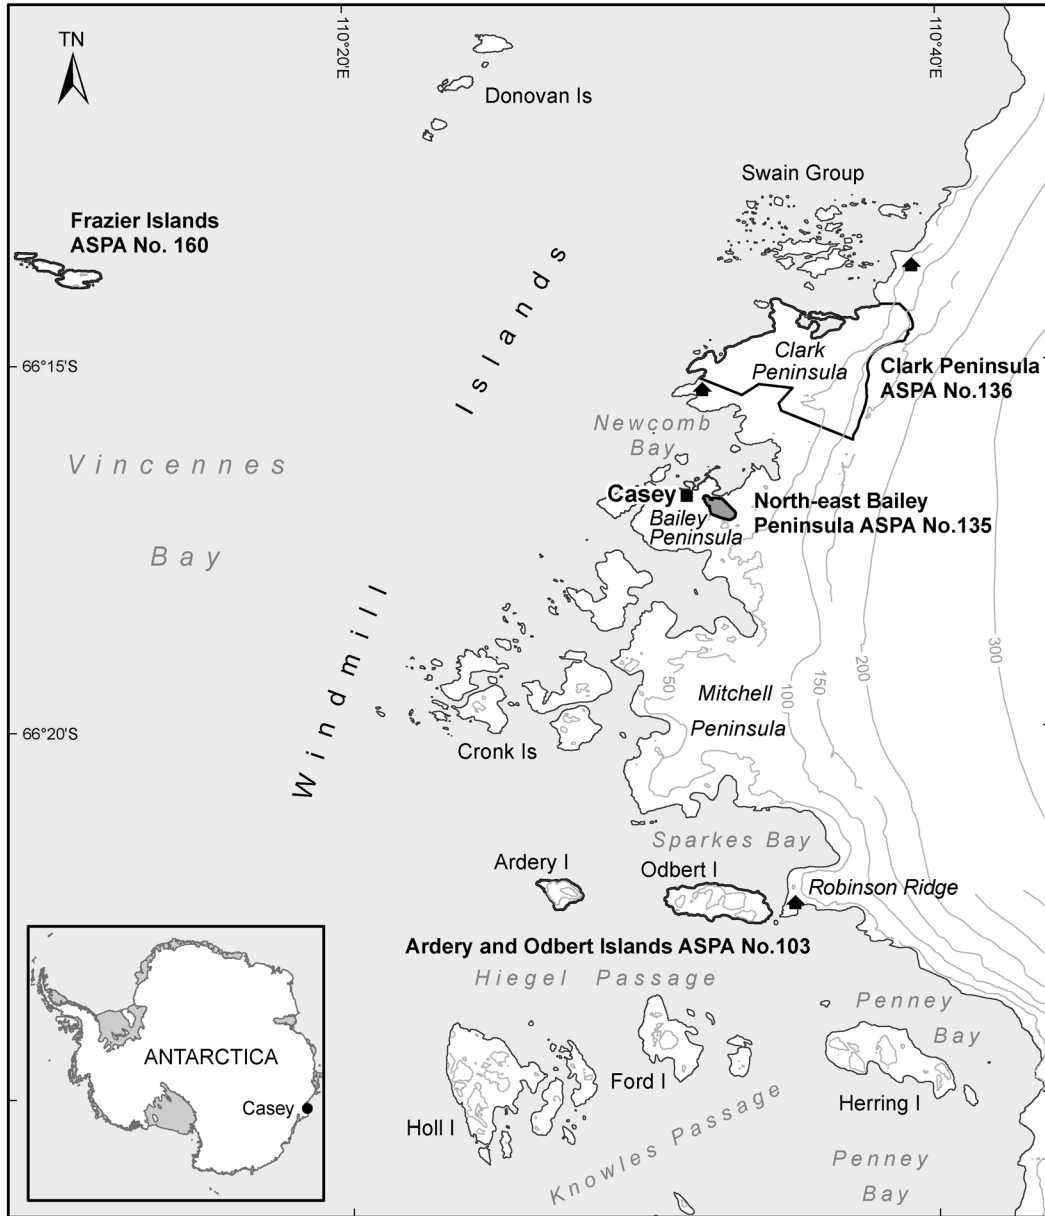 110°20'E
110°40'E
TN
Donovan Is
Swain Group
Frazier Islands
ASPA No. 160
Windmill Islands
Clark
Peninsula
66°15'S
Clark Peninsula
ASPA No.136
Newcomb
Bay
Vincennes
Bay
Casey
North-east Bailey
Peninsula ASPA No.135
Bailey
Peninsula
300
200
150
100
50
Mitchell
Peninsula
66°20'S
Cronk Is
Sparkes Bay
Ardery I
Odbert I
Robinson Ridge
Ardery and Odbert Islands ASPA No.103
Hiegel Passage
Penney
Bay
ANTARCTICA
Casey
Ford I
Holl I
Herring I
Knowles Passage
Penney
Bay